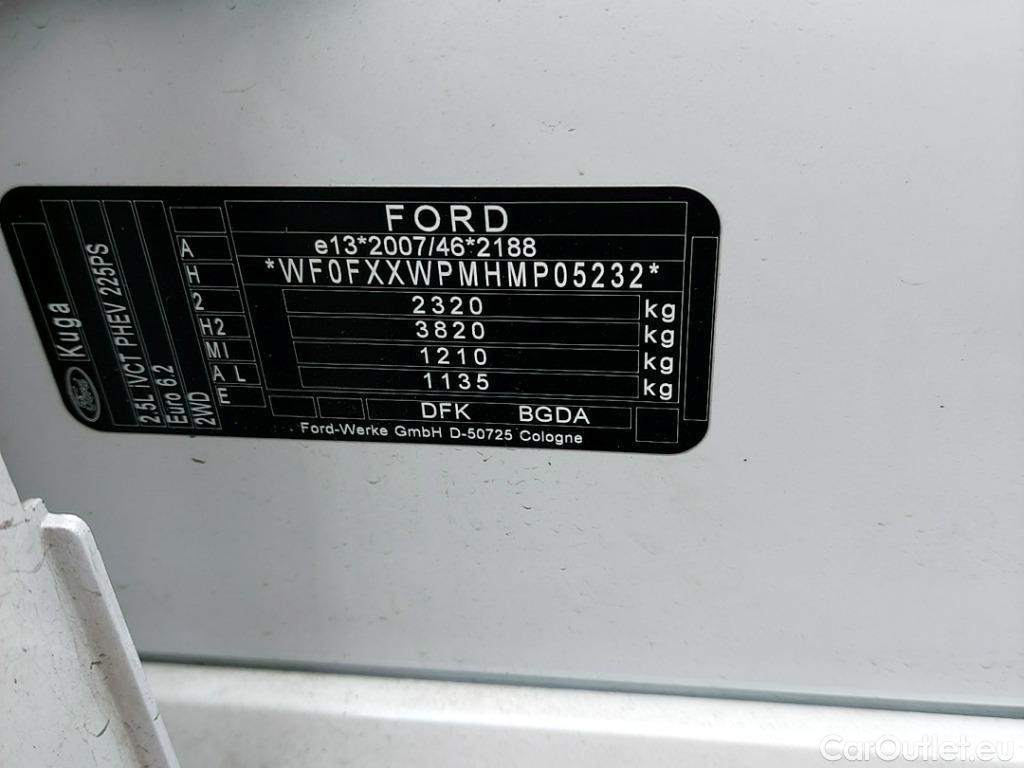 FORD
e13*2007/46*2188
*WF0FXXWPMHMP05232*
2320 kg
3820 kg
1210 kg
1135 kg
DFK BGDA
Ford-Werke GmbH D-50725 Cologne
A
H
2
H2
MI
A L
E
2WD
Euro 6.2
2.5L iVCT PHEV 225PS
Kuga
Ford
CarOutlet.eu